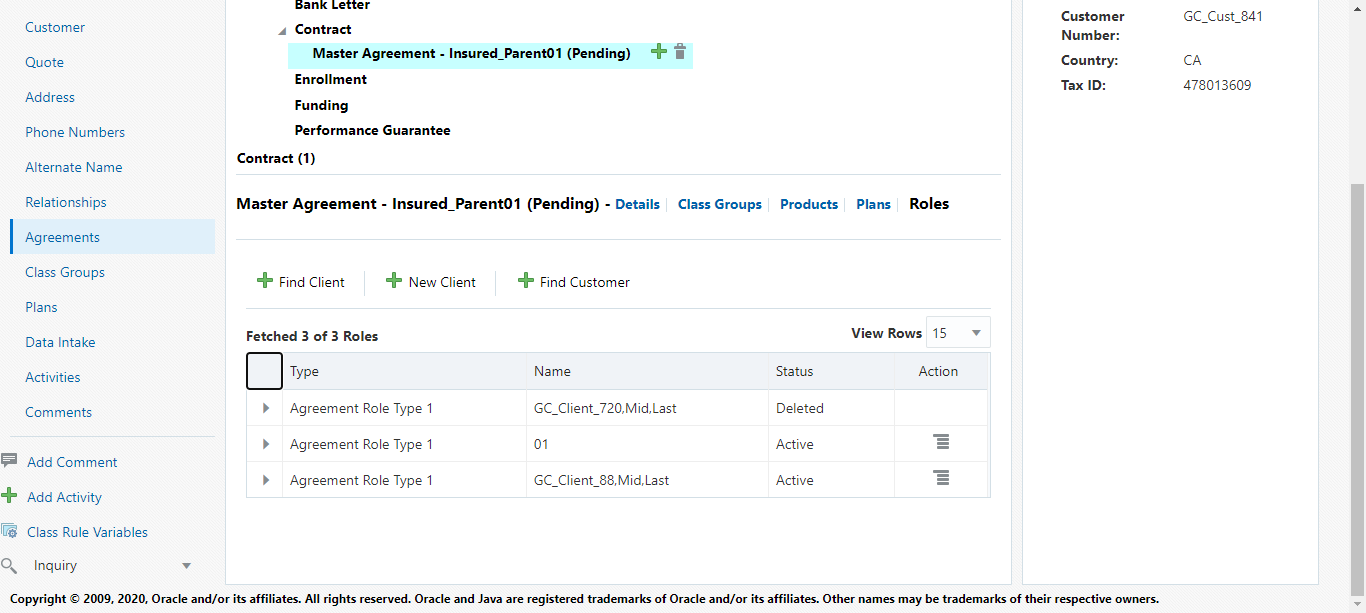 Customer
Quote
Address
Phone Numbers
Alternate Name
Relationships
Agreements
Class Groups
Plans
Data Intake
Activities
Comments
Add Comment
Add Activity
Class Rule Variables
Inquiry
Bank Letter
Contract
Master Agreement - Insured_Parent01 (Pending)
Enrollment
Funding
Performance Guarantee
Contract (1)
Master Agreement - Insured_Parent01 (Pending) - Details Class Groups Products Plans Roles
Find Client New Client Find Customer
Fetched 3 of 3 Roles View Rows 15
Type Name Status Action
Agreement Role Type 1 GC_Client_720,Mid,Last Deleted
Agreement Role Type 1 01 Active
Agreement Role Type 1 GC_Client_88,Mid,Last Active
Customer Number: GC_Cust_841
Country: CA
Tax ID: 478013609
Copyright © 2009, 2020, Oracle and/or its affiliates. All rights reserved. Oracle and Java are registered trademarks of Oracle and/or its affiliates. Other names may be trademarks of their respective owners.